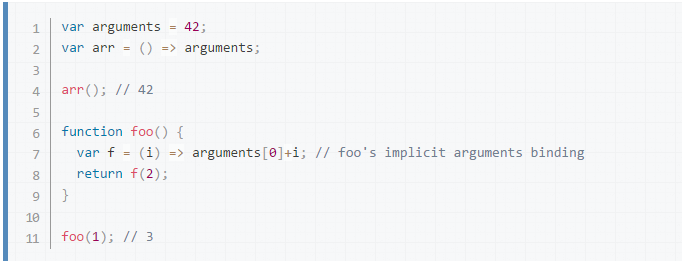 1 var arguments = 42;
2 var arr = () => arguments;
3
4 arr(); // 42
5
6 function foo() {
7   var f = (i) => arguments[0]+i; // foo's implicit arguments binding
8   return f(2);
9 }
10
11 foo(1); // 3